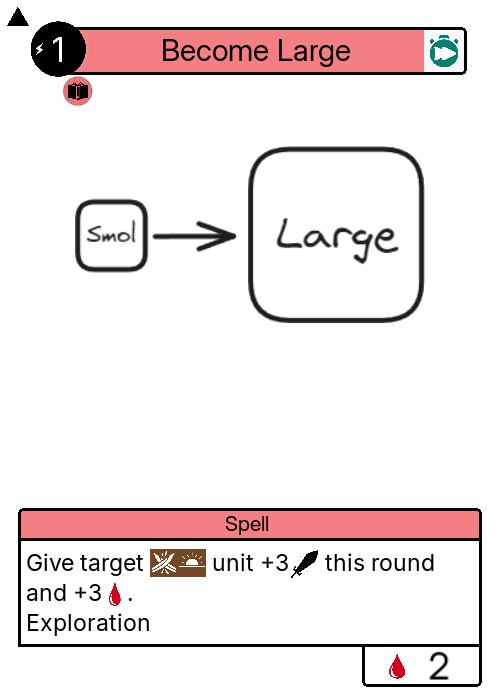 1
Become Large
Smol
Large
Spell
Give target unit +3 this round
and +3 .
Exploration
2